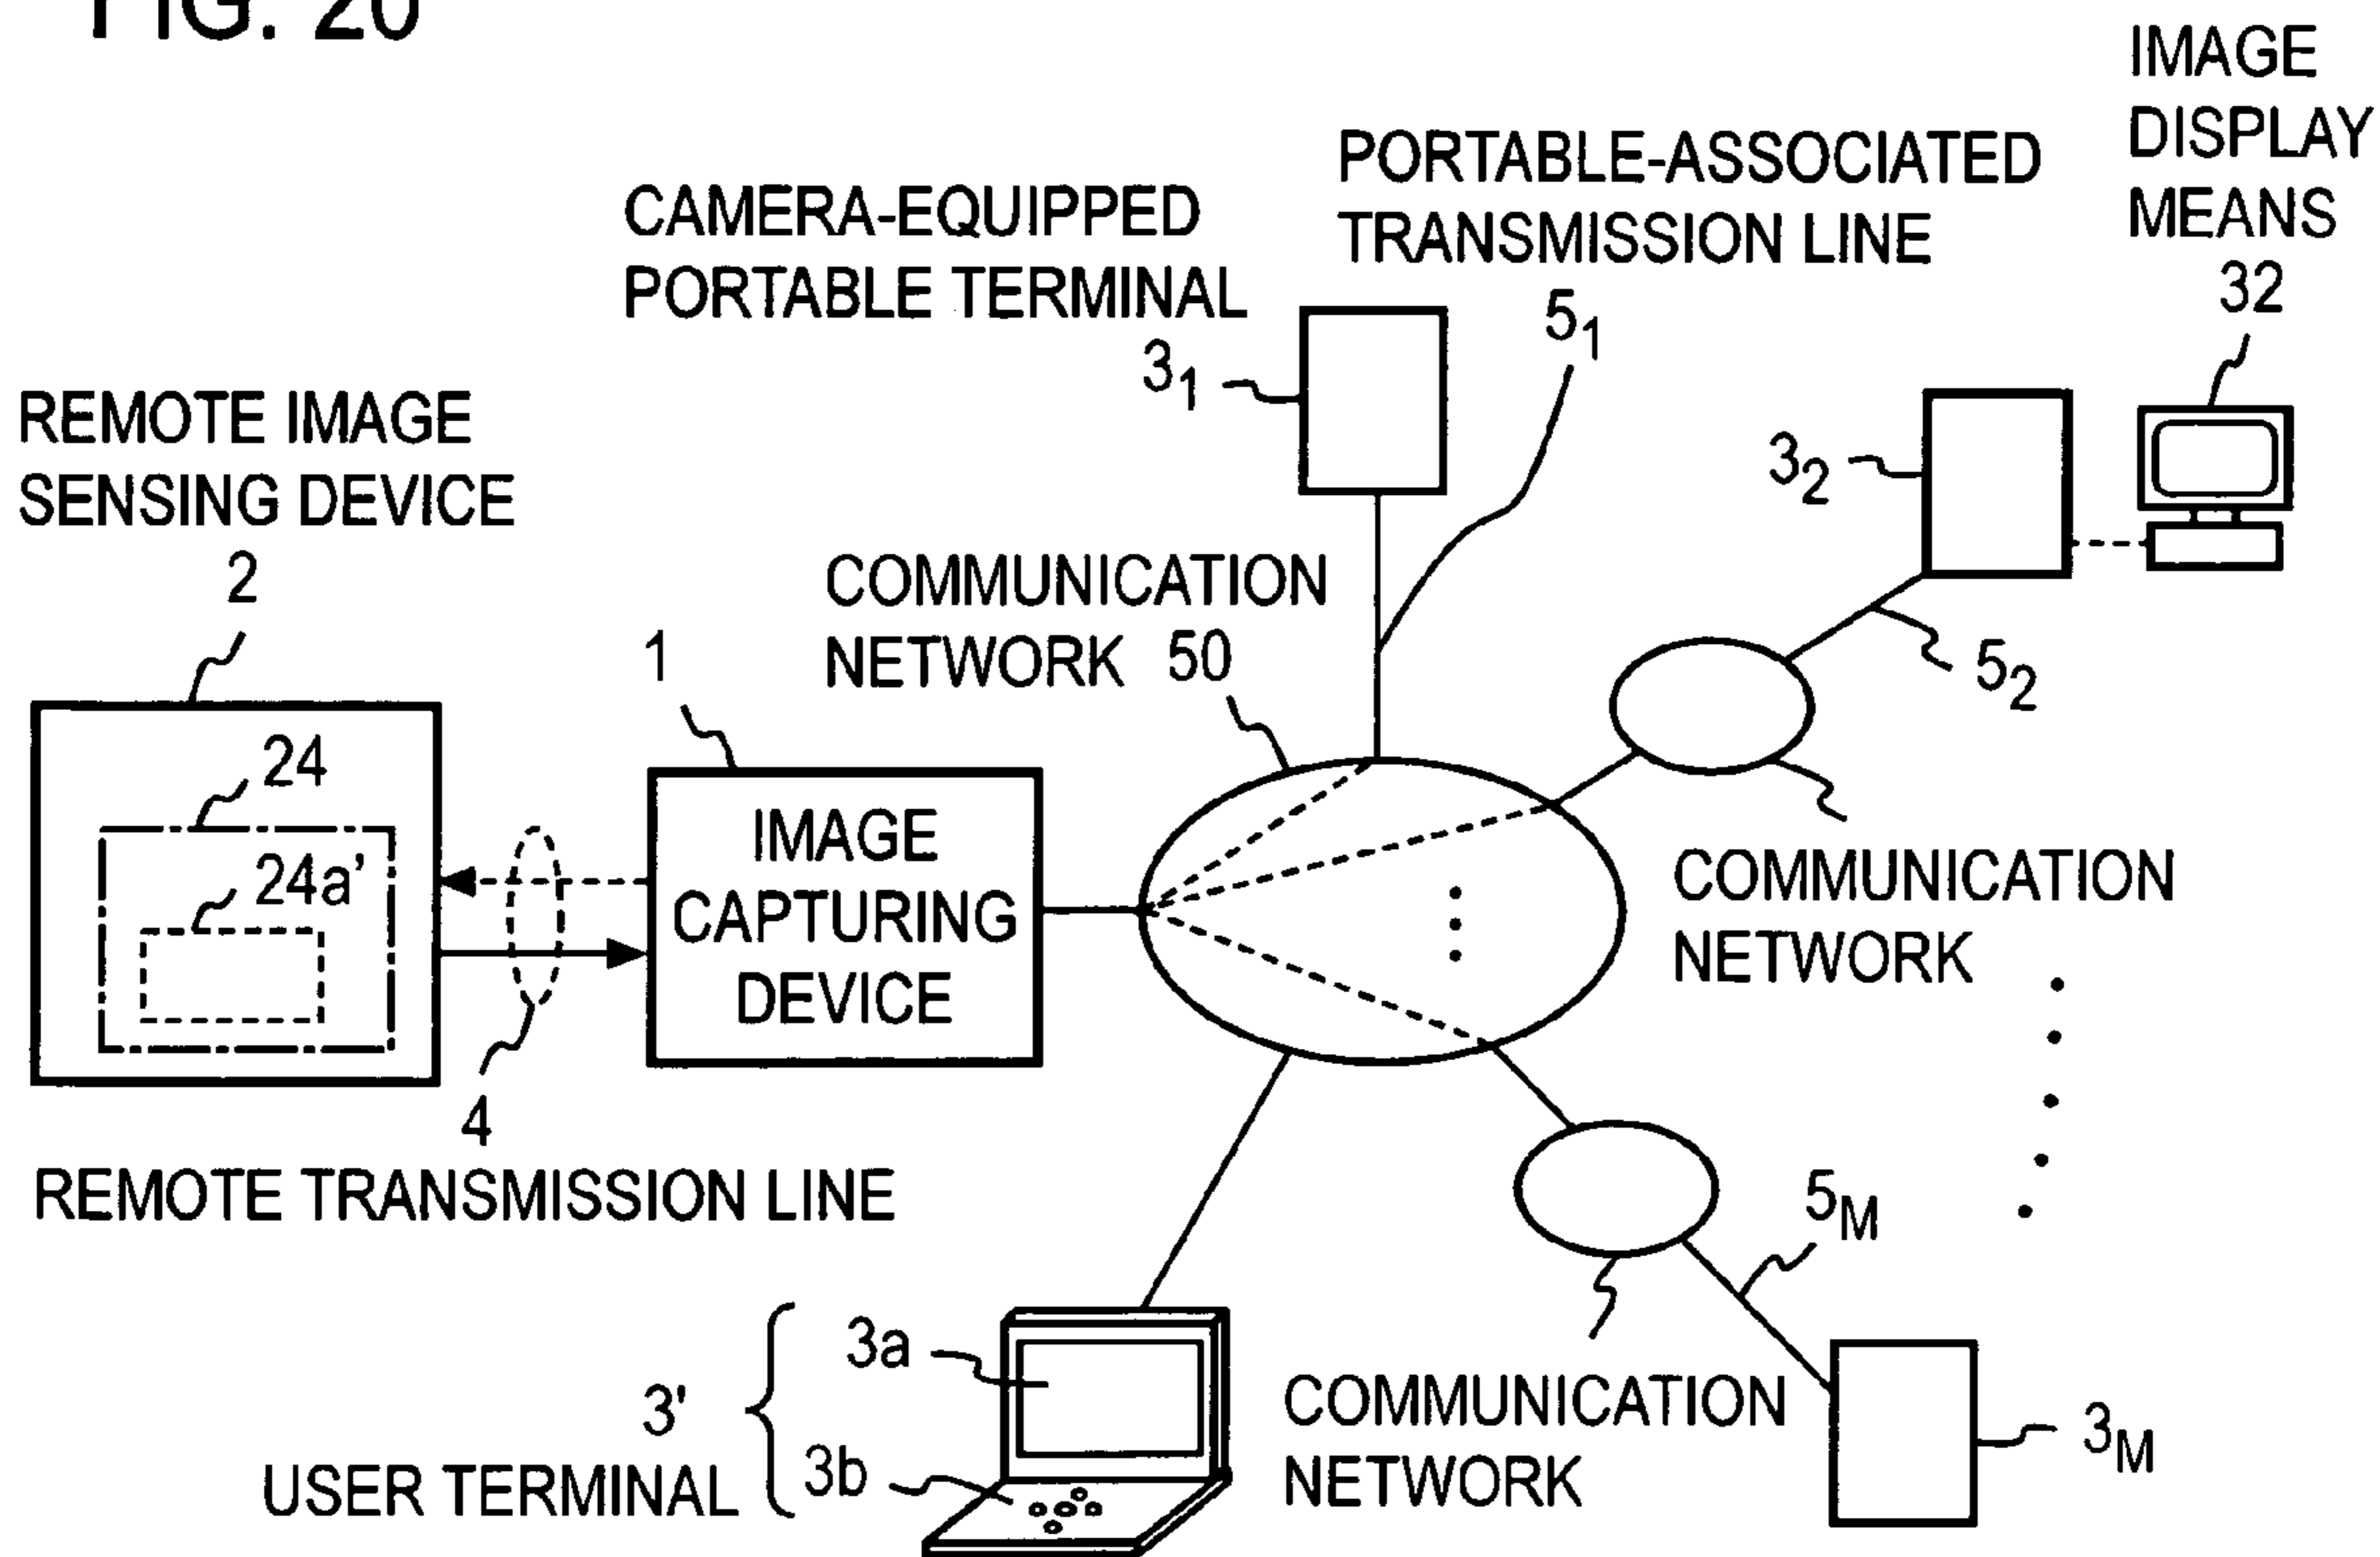 FIG. 20
IMAGE
DISPLAY
MEANS
32
PORTABLE-ASSOCIATED
TRANSMISSION LINE
5₁
CAMERA-EQUIPPED
PORTABLE TERMINAL
3₁
3₂
REMOTE IMAGE
SENSING DEVICE
2
COMMUNICATION
NETWORK 50
1
5₂
24
24a'
IMAGE
CAPTURING
DEVICE
COMMUNICATION
NETWORK
4
REMOTE TRANSMISSION LINE
5M
3a
3'
3b
USER TERMINAL
COMMUNICATION
NETWORK
3M